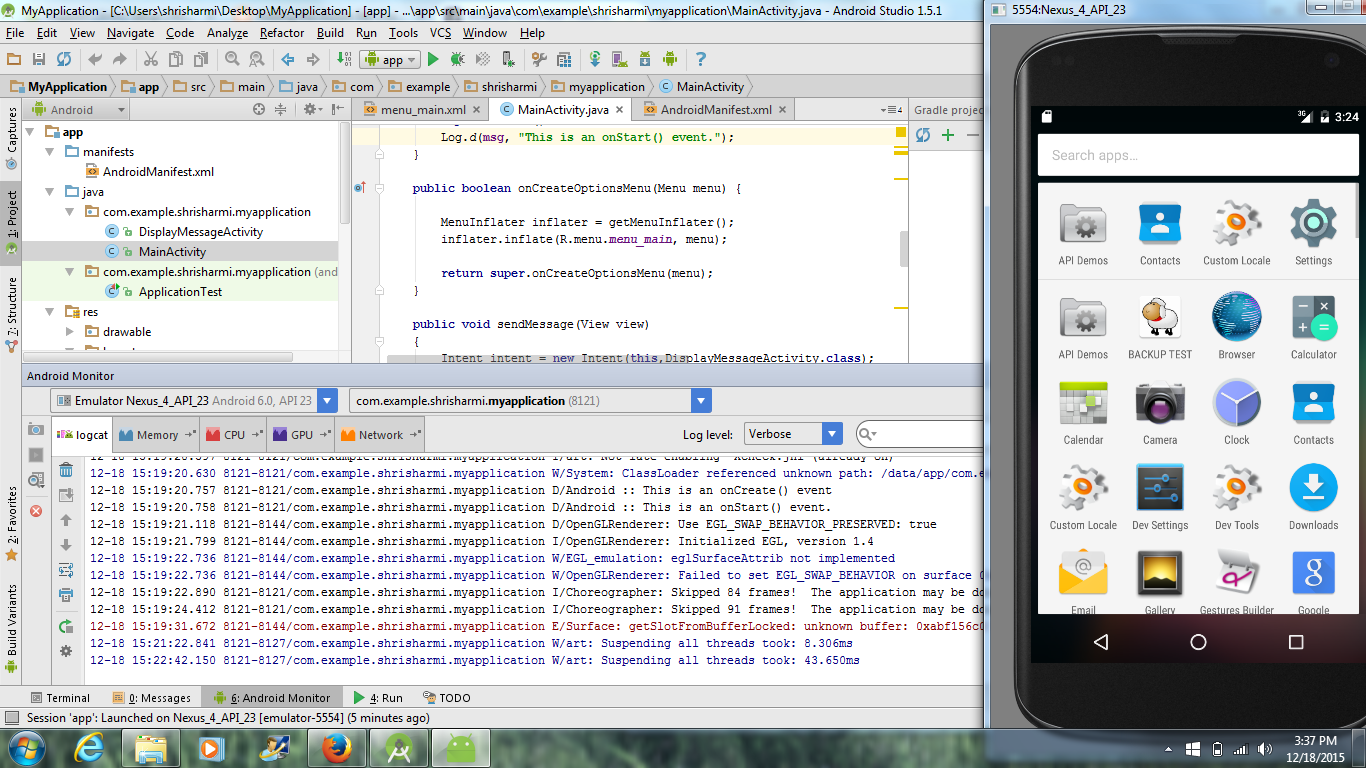 MyApplication - [C:\Users\shrisharmi\Desktop\MyApplication] - [app] - ...\app\src\main\java\com\example\shrisharmi\myapplication\MainActivity.java - Android Studio 1.5.1
File Edit View Navigate Code Analyze Refactor Build Run Tools VCS Window Help
app
MyApplication app src main java com example shrisharmi myapplication MainActivity
Captures
1: Project
7: Structure
2: Favorites
Build Variants
Android
app
manifests
AndroidManifest.xml
java
com.example.shrisharmi.myapplication
DisplayMessageActivity
MainActivity
com.example.shrisharmi.myapplication (and
ApplicationTest
res
drawable
menu_main.xml MainActivity.java AndroidManifest.xml
4
Gradle projec
Log.d(msg, "This is an onStart() event.");
}
public boolean onCreateOptionsMenu(Menu menu) {
MenuInflater inflater = getMenuInflater();
inflater.inflate(R.menu.menu_main, menu);
return super.onCreateOptionsMenu(menu);
}
public void sendMessage(View view)
{
Intent intent = new Intent(this,DisplayMessageActivity.class);
Android Monitor
Emulator Nexus_4_API_23 Android 6.0, API 23
com.example.shrisharmi.myapplication (8121)
logcat Memory CPU GPU Network
Log level: Verbose
12-18 15:19:20.630 8121-8121/com.example.shrisharmi.myapplication W/System: ClassLoader referenced unknown path: /data/app/com.e
12-18 15:19:20.757 8121-8121/com.example.shrisharmi.myapplication D/Android :: This is an onCreate() event
12-18 15:19:20.758 8121-8121/com.example.shrisharmi.myapplication D/Android :: This is an onStart() event.
12-18 15:19:21.118 8121-8144/com.example.shrisharmi.myapplication D/OpenGLRenderer: Use EGL_SWAP_BEHAVIOR_PRESERVED: true
12-18 15:19:21.799 8121-8144/com.example.shrisharmi.myapplication I/OpenGLRenderer: Initialized EGL, version 1.4
12-18 15:19:22.736 8121-8144/com.example.shrisharmi.myapplication W/EGL_emulation: eglSurfaceAttrib not implemented
12-18 15:19:22.736 8121-8144/com.example.shrisharmi.myapplication W/OpenGLRenderer: Failed to set EGL_SWAP_BEHAVIOR on surface 0
12-18 15:19:22.890 8121-8121/com.example.shrisharmi.myapplication I/Choreographer: Skipped 84 frames! The application may be do
12-18 15:19:24.412 8121-8121/com.example.shrisharmi.myapplication I/Choreographer: Skipped 91 frames! The application may be do
12-18 15:19:31.672 8121-8144/com.example.shrisharmi.myapplication E/Surface: getSlotFromBufferLocked: unknown buffer: 0xabf156c0
12-18 15:21:22.841 8121-8127/com.example.shrisharmi.myapplication W/art: Suspending all threads took: 8.306ms
12-18 15:22:42.150 8121-8127/com.example.shrisharmi.myapplication W/art: Suspending all threads took: 43.650ms
Terminal 0: Messages 6: Android Monitor 4: Run TODO
Session 'app': Launched on Nexus_4_API_23 [emulator-5554] (5 minutes ago)
5554:Nexus_4_API_23
3G 3:24
Search apps...
API Demos Contacts Custom Locale Settings
API Demos BACKUP TEST Browser Calculator
Calendar Camera Clock Contacts
Custom Locale Dev Settings Dev Tools Downloads
Email Gallery Gestures Builder Google
3:37 PM
12/18/2015